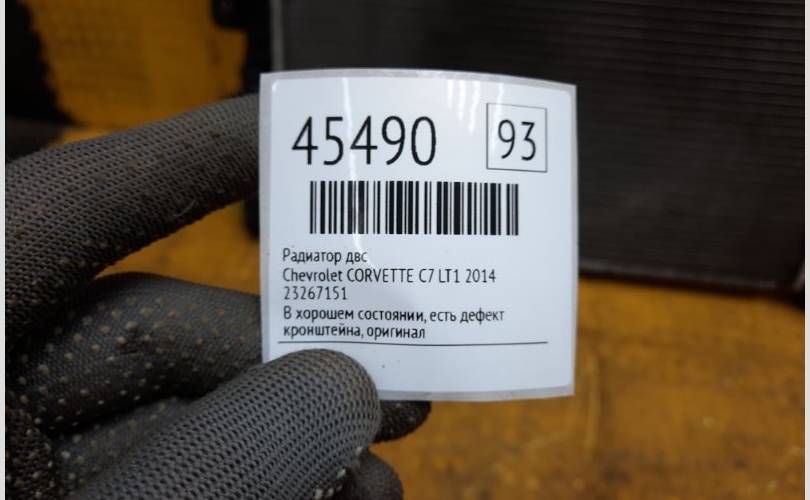 45490 93
Радиатор двс
Chevrolet CORVETTE C7 LT1 2014
23267151
В хорошем состоянии, есть дефект
кронштейна, оригинал